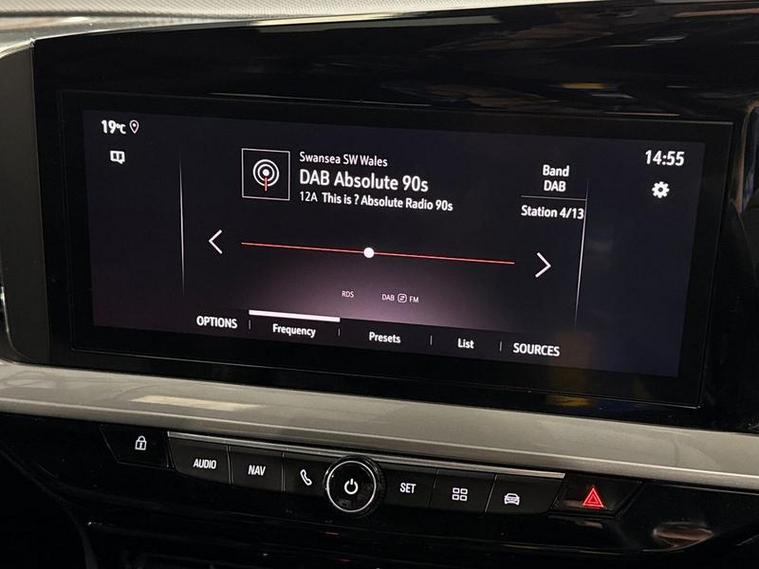 19°C
14:55
Swansea SW Wales
DAB Absolute 90s
12A This is ? Absolute Radio 90s
Band
DAB
Station 4/13
RDS
DAB FM
OPTIONS
Frequency
Presets
List
SOURCES
AUDIO
NAV
SET